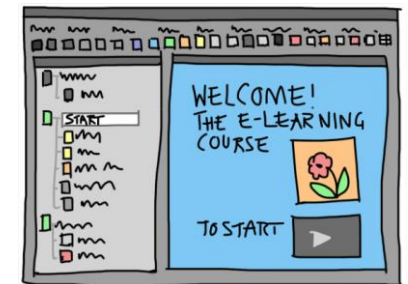 START
WELCOME!
THE E-LEARNING
COURSE
TO START